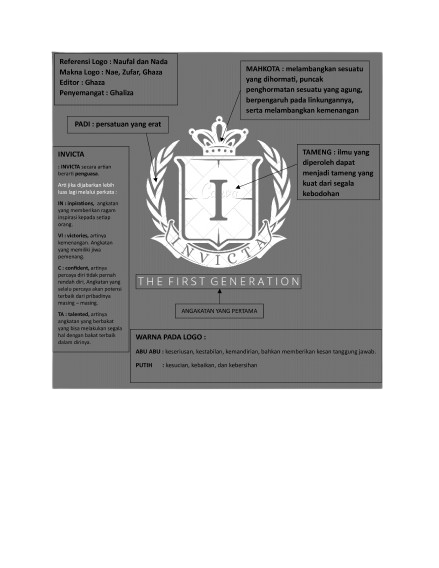 Referensi Logo : Naufal dan Nada
Makna Logo : Nae, Zufar, Ghaza
Editor : Ghaza
Penyemangat : Ghaliza
MAHKOTA : melambangkan sesuatu
yang dihormati, puncak
penghormatan sesuatu yang agung,
berpengaruh pada lingkungannya,
serta melambangkan kemenangan
PADI : persatuan yang erat
TAMENG : ilmu yang
diperoleh dapat
menjadi tameng yang
kuat dari segala
kebodohan
INVICTA
: INVICTA secara artian
berarti penguasa.
Arti jika dijabarkan lebih
luas lagi melalui perkata :
IN : inpirations, angkatan
yang memberikan ragam
inspirasi kepada setiap
orang.
VI : victories, artinya
kemenangan. Angkatan
yang memiliki jiwa
pemenang.
C : confident, artinya
percaya diri tidak pernah
rendah diri. Angkatan yang
selalu percaya akan potensi
terbaik dari pribadinya
masing – masing.
TA : talented, artinya
angkatan yang berbakat
yang bisa melakukan segala
hal dengan bakat terbaik
dalam dirinya.
I
INVICTA
THE FIRST GENERATION
ANGAKATAN YANG PERTAMA
WARNA PADA LOGO :
ABU ABU : keseriusan, kestabilan, kemandirian, bahkan memberikan kesan tanggung jawab.
PUTIH : kesucian, kebaikan, dan kebersihan